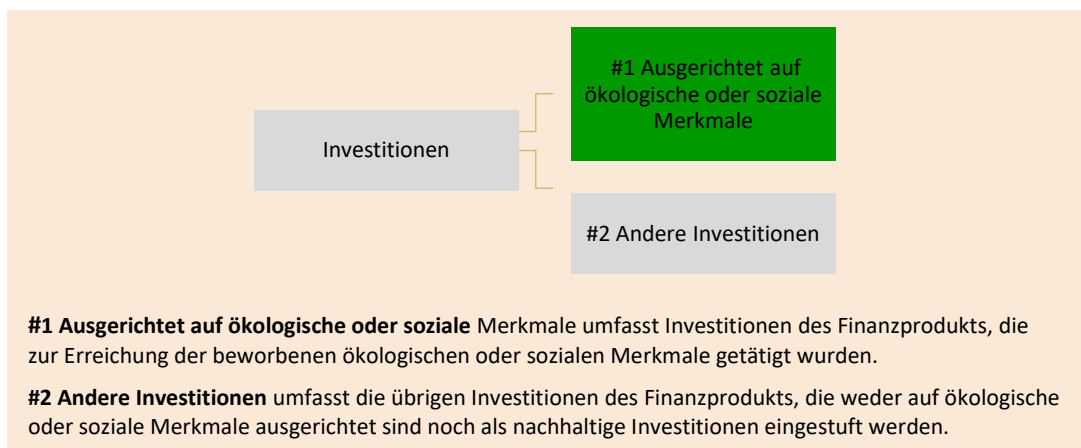 #1 Ausgerichtet auf
ökologische oder soziale
Merkmale
Investitionen
#2 Andere Investitionen
#1 Ausgerichtet auf ökologische oder soziale Merkmale umfasst Investitionen des Finanzprodukts, die
zur Erreichung der beworbenen ökologischen oder sozialen Merkmale getätigt wurden.
#2 Andere Investitionen umfasst die übrigen Investitionen des Finanzprodukts, die weder auf ökologische
oder soziale Merkmale ausgerichtet sind noch als nachhaltige Investitionen eingestuft werden.